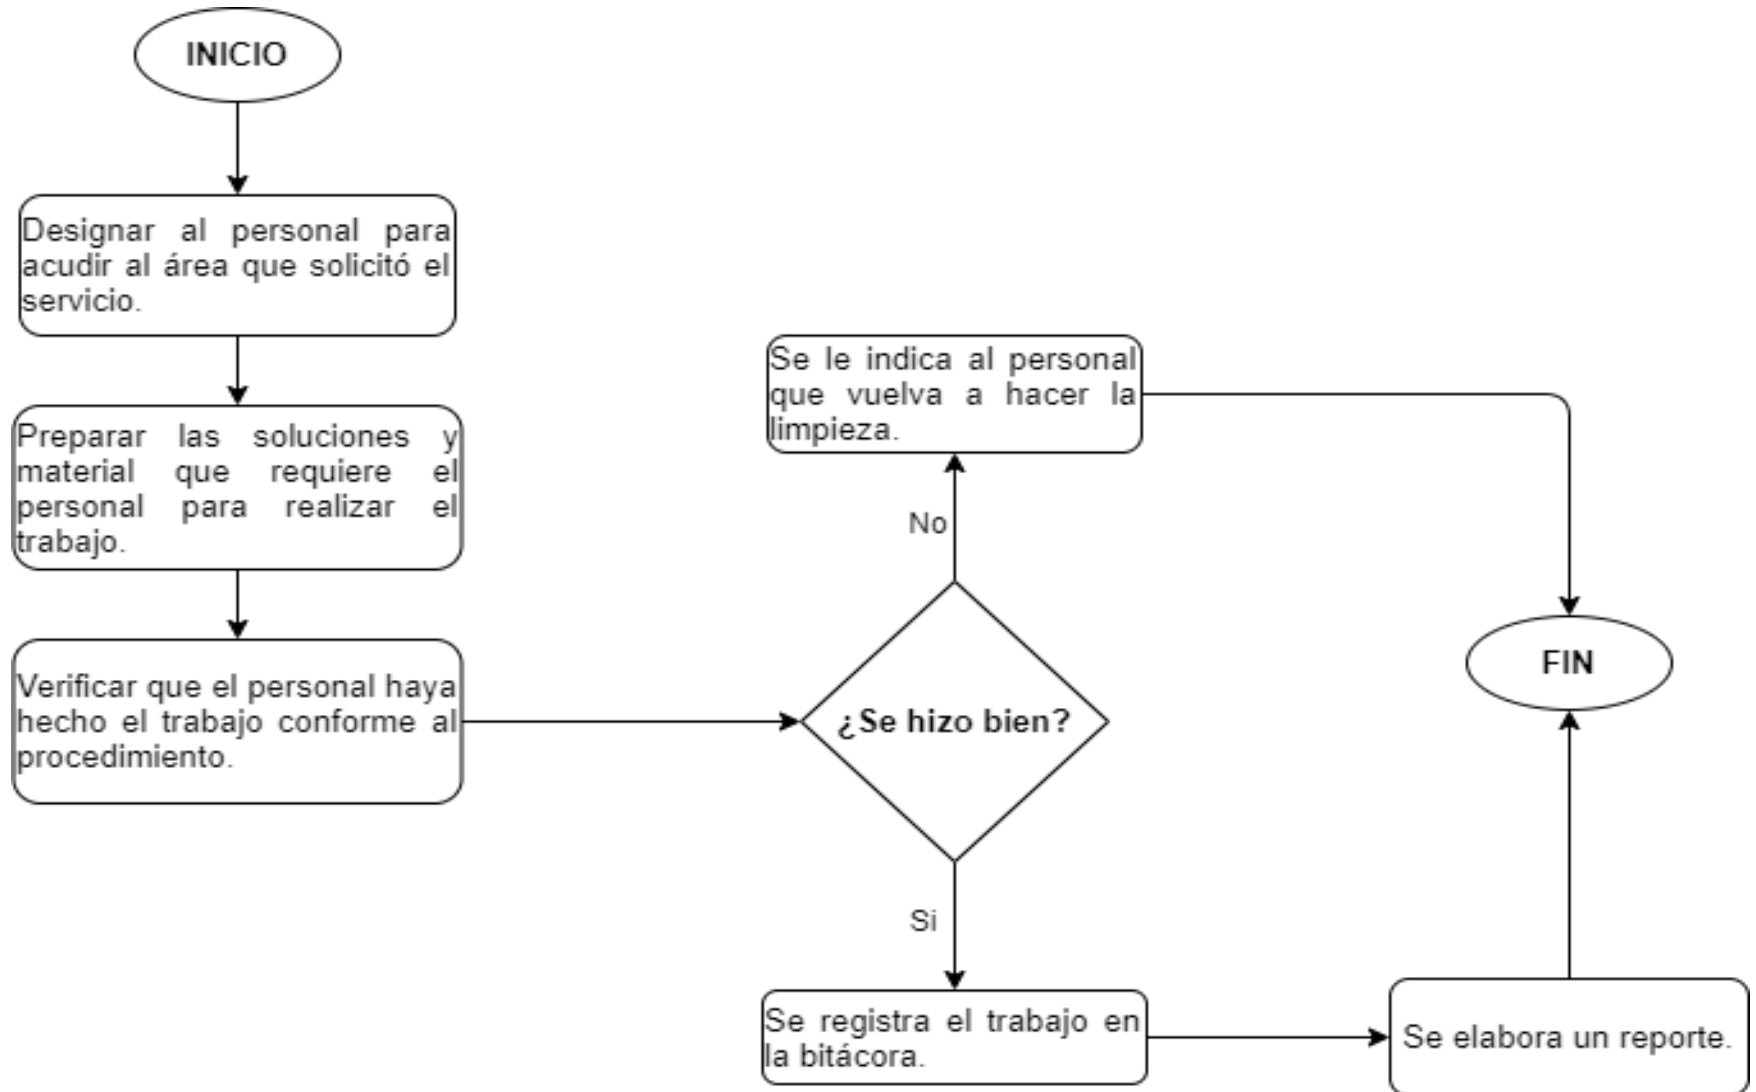 INICIO
Designar al personal para
acudir al área que solicitó el
servicio.
Preparar las soluciones y
material que requiere el
personal para realizar el
trabajo.
Verificar que el personal haya
hecho el trabajo conforme al
procedimiento.
¿Se hizo bien?
No
Se le indica al personal
que vuelva a hacer la
limpieza.
Si
Se registra el trabajo en
la bitácora.
Se elabora un reporte.
FIN